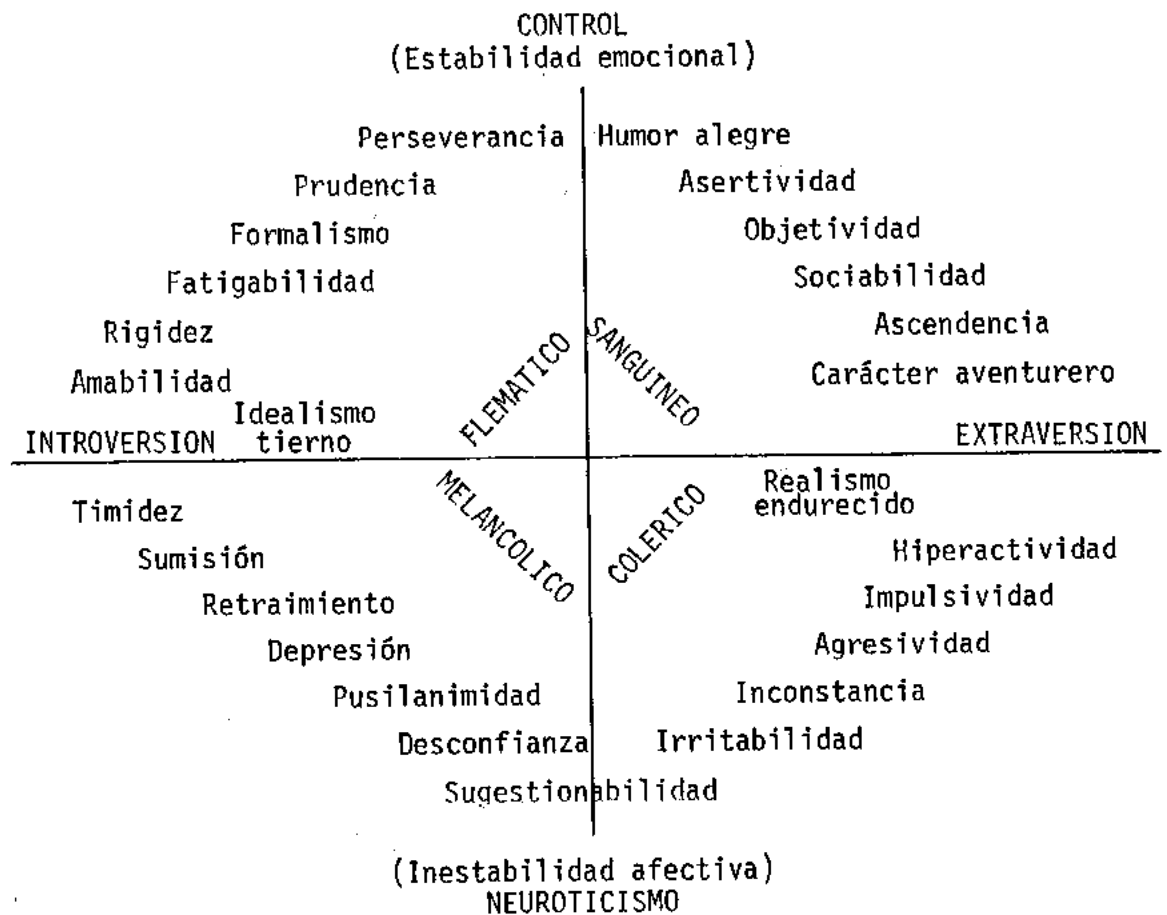 CONTROL
(Estabilidad emocional)
Perseverancia Humor alegre
Prudencia Asertividad
Formalismo Objetividad
Fatigabilidad Sociabilidad
Rigidez Ascendencia
Amabilidad Carácter aventurero
FLEMATICO SANGUINEO
Idealismo
tierno
INTROVERSION EXTRAVERSION
MELANCOLICO COLERICO
Realismo
endurecido
Timidez
Hiperactividad
Sumisión
Impulsividad
Retraimiento
Agresividad
Depresión
Pusilanimidad Inconstancia
Desconfianza Irritabilidad
Sugestionabilidad
(Inestabilidad afectiva)
NEUROTICISMO